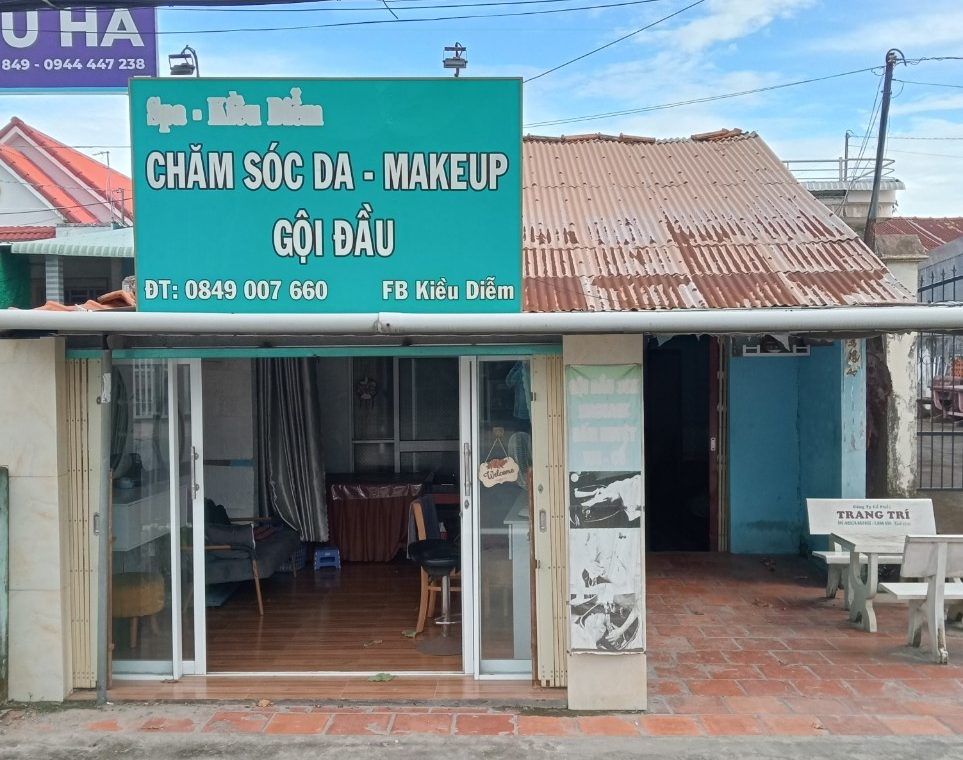 U HÀ
849 - 0944 447 238
Spa - Kiều Diễm
CHĂM SÓC DA - MAKEUP
GỘI ĐẦU
ĐT: 0849 007 660 FB Kiều Diễm
Welcome
TRANG TRÍ